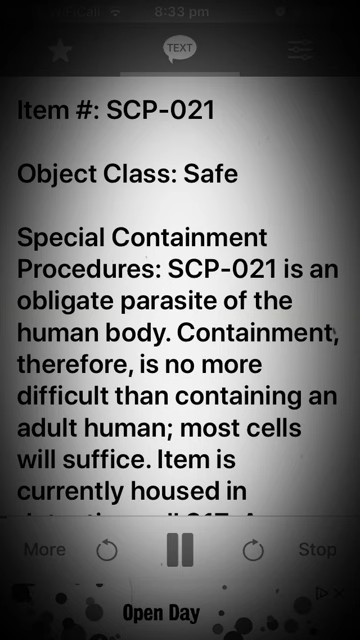 8:33 pm
TEXT
Item #: SCP-021
Object Class: Safe
Special Containment
Procedures: SCP-021 is an
obligate parasite of the
human body. Containment,
therefore, is no more
difficult than containing an
adult human; most cells
will suffice. Item is
currently housed in
More
Stop
Open Day